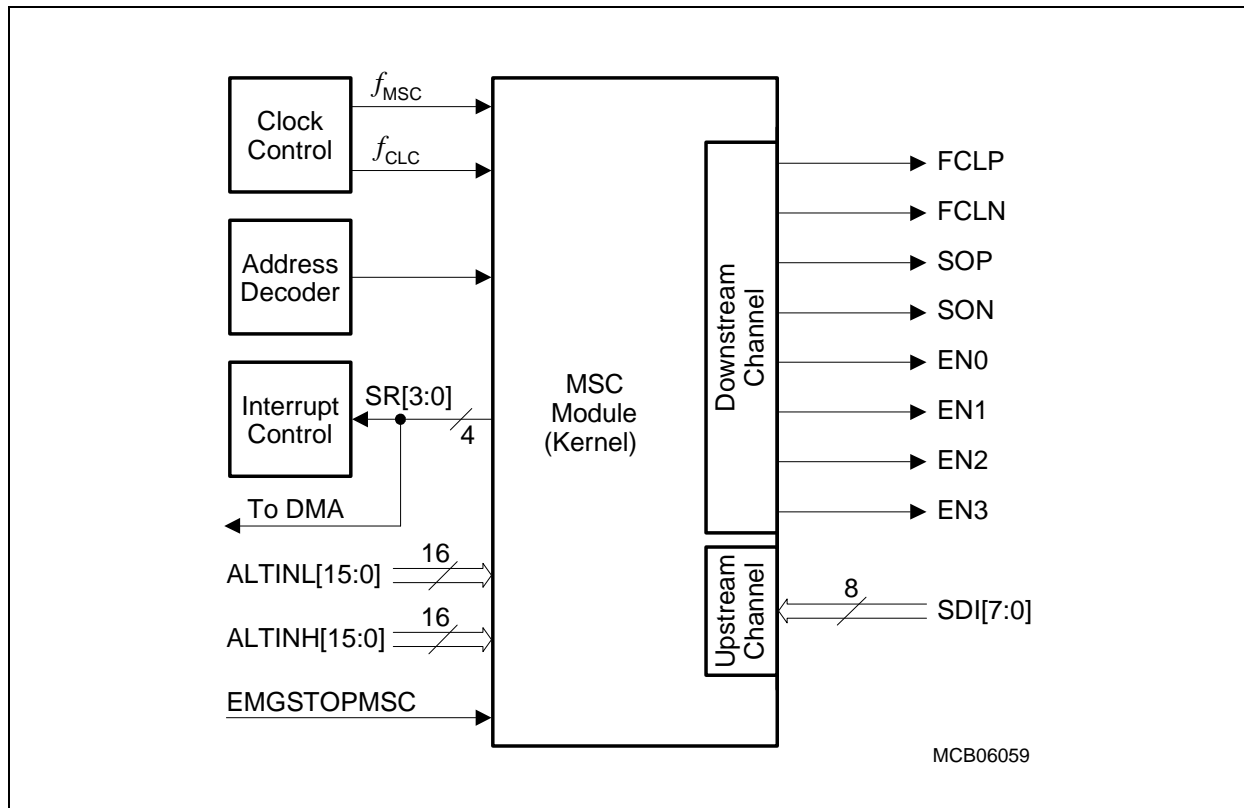 Clock
Control
fMSC
fCLC
Address
Decoder
Interrupt
Control
SR[3:0]
4
To DMA
ALTINL[15:0]
16
ALTINH[15:0]
16
EMGSTOPMSC
MSC
Module
(Kernel)
Downstream
Channel
Upstream
Channel
FCLP
FCLN
SOP
SON
EN0
EN1
EN2
EN3
8
SDI[7:0]
MCB06059